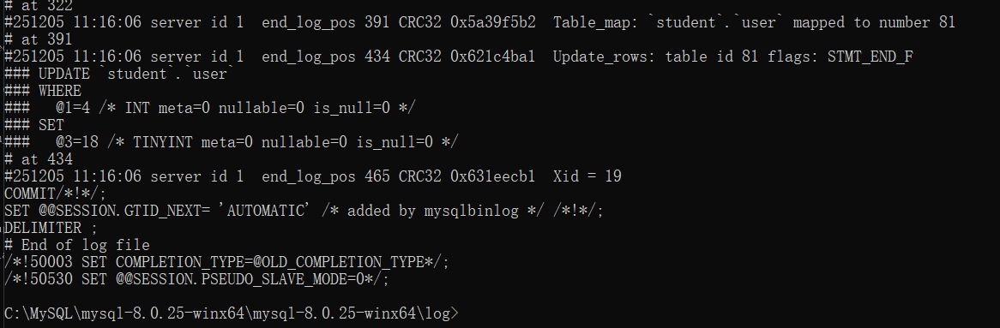 # at 322
#251205 11:16:06 server id 1  end_log_pos 391 CRC32 0x5a39f5b2  Table_map: `student`.`user` mapped to number 81
# at 391
#251205 11:16:06 server id 1  end_log_pos 434 CRC32 0x621c4ba1  Update_rows: table id 81 flags: STMT_END_F
### UPDATE `student`.`user`
### WHERE
###   @1=4 /* INT meta=0 nullable=0 is_null=0 */
### SET
###   @3=18 /* TINYINT meta=0 nullable=0 is_null=0 */
# at 434
#251205 11:16:06 server id 1  end_log_pos 465 CRC32 0x631eecb1  Xid = 19
COMMIT/*!*/;
SET @@SESSION.GTID_NEXT= 'AUTOMATIC' /* added by mysqlbinlog */ /*!*/;
DELIMITER ;
# End of log file
/*!50003 SET COMPLETION_TYPE=@OLD_COMPLETION_TYPE*/;
/*!50530 SET @@SESSION.PSEUDO_SLAVE_MODE=0*/;
C:\MySQL\mysql-8.0.25-winx64\mysql-8.0.25-winx64\log>